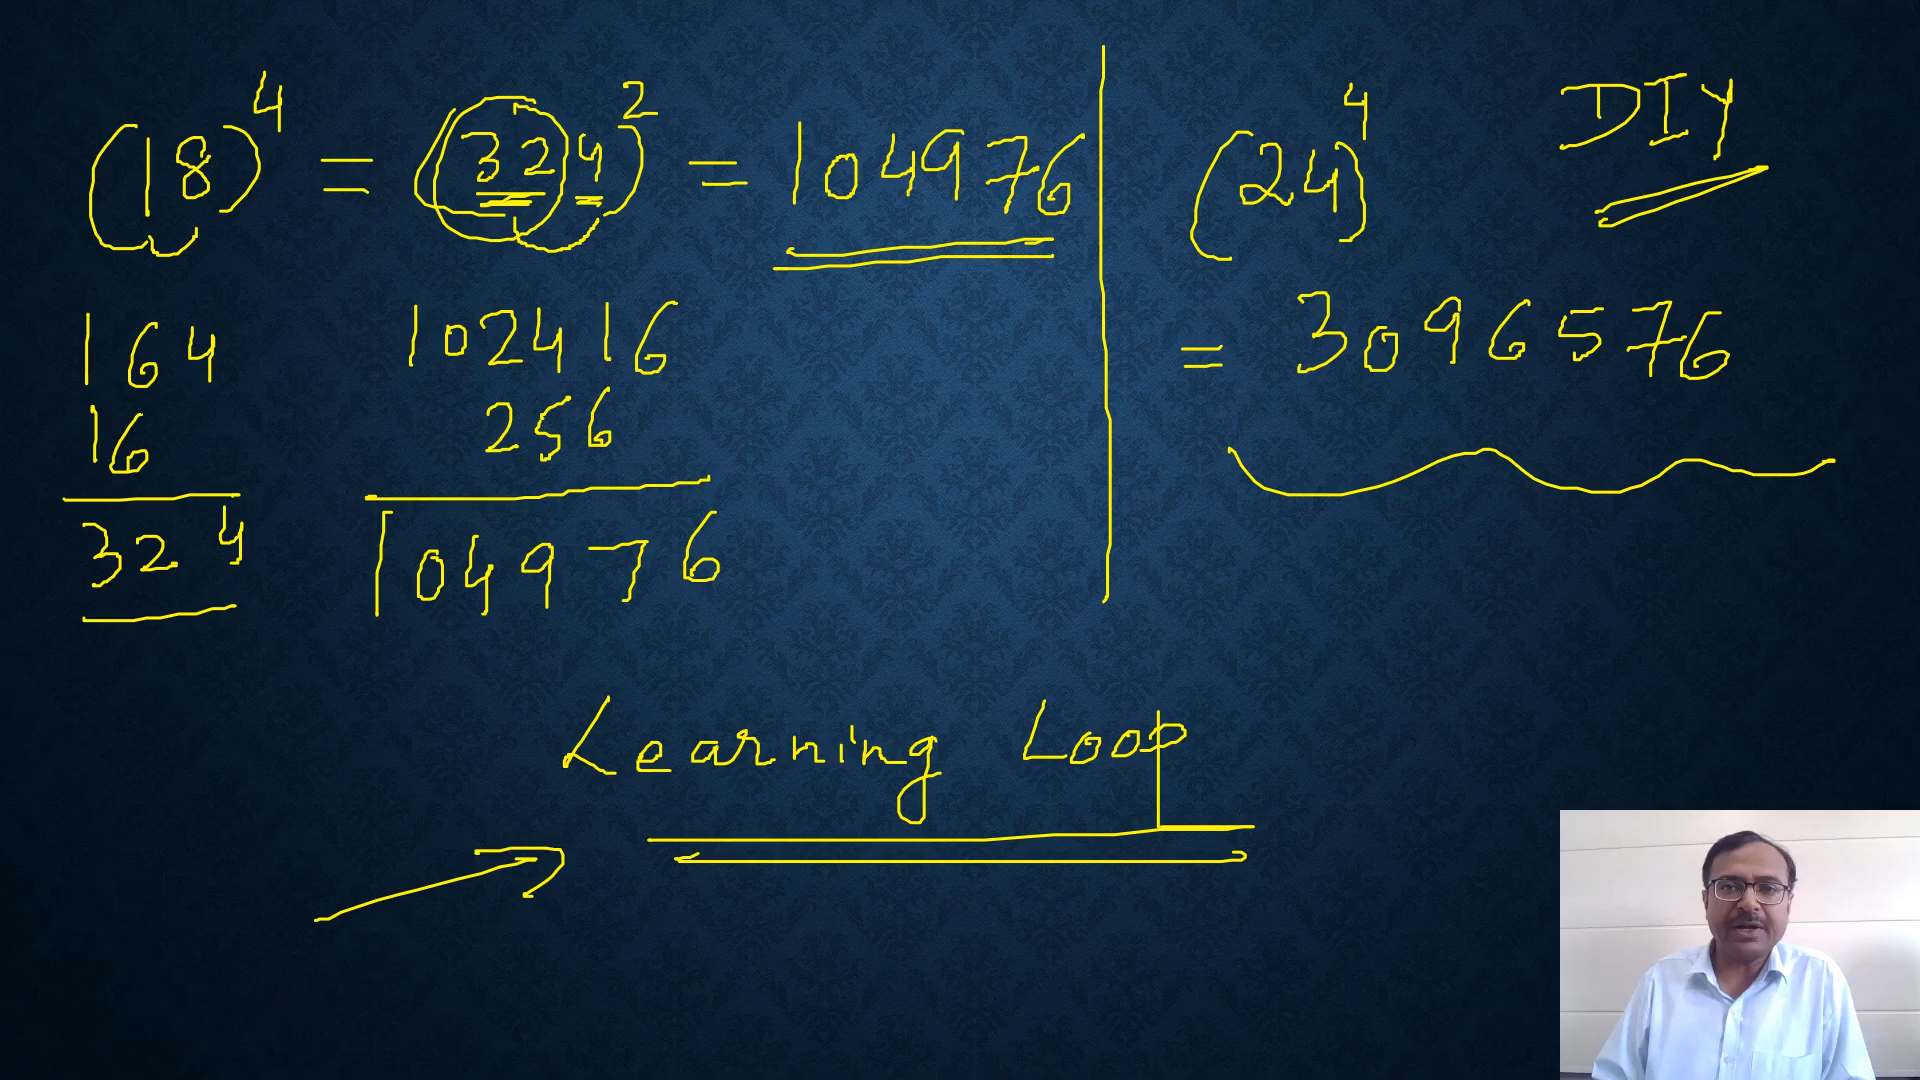 (18)⁴ = (324)² = 104976
164
16
324
102416
256
104976
(24)⁴ DIY
= 3096576
Learning Loop